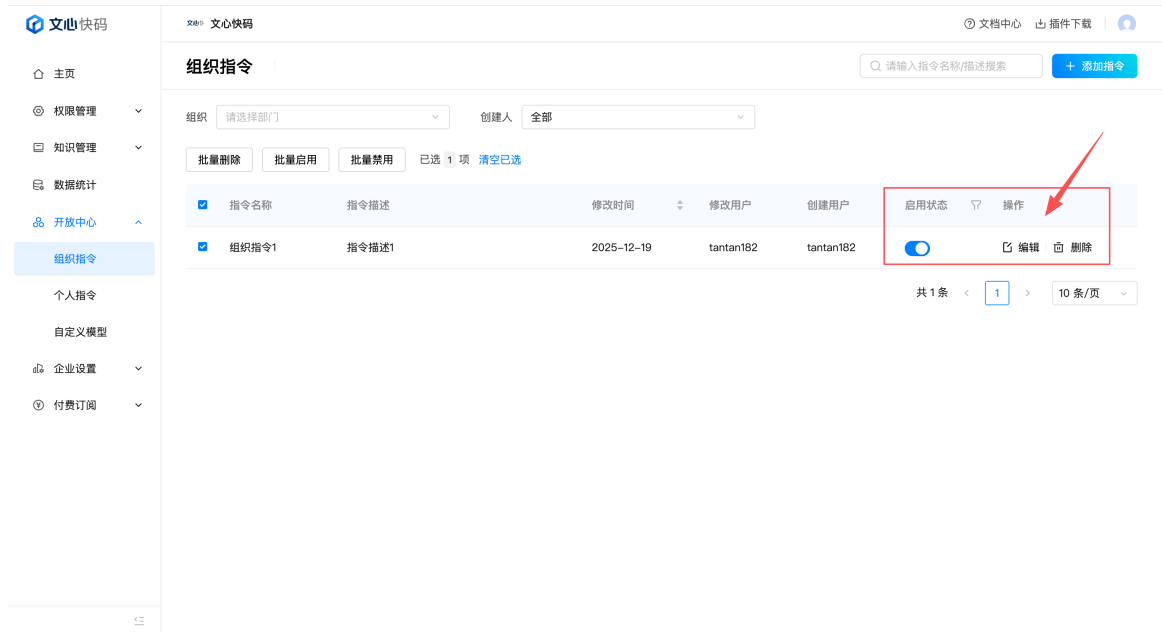 文心快码
文心快码 文档中心 插件下载
组织指令 请输入指令名称/描述搜索 + 添加指令
主页
权限管理
知识管理
数据统计
开放中心
组织指令
个人指令
自定义模型
企业设置
付费订阅
组织 请选择部门 创建人 全部
批量删除 批量启用 批量禁用 已选 1 项 清空已选
指令名称 指令描述 修改时间 修改用户 创建用户 启用状态 操作
组织指令1 指令描述1 2025-12-19 tantan182 tantan182 编辑 删除
共 1 条 < 1 > 10 条/页